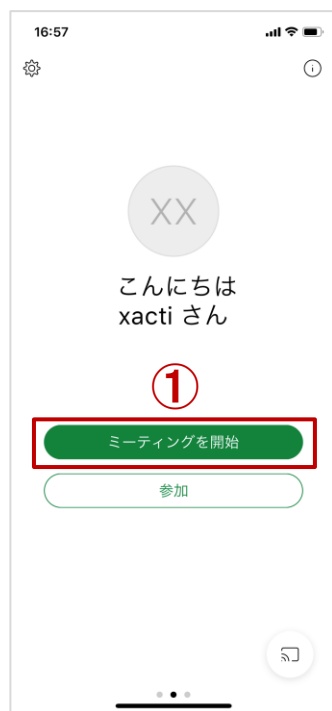 16:57
XX
こんにちは
xacti さん
①
ミーティングを開始
参加